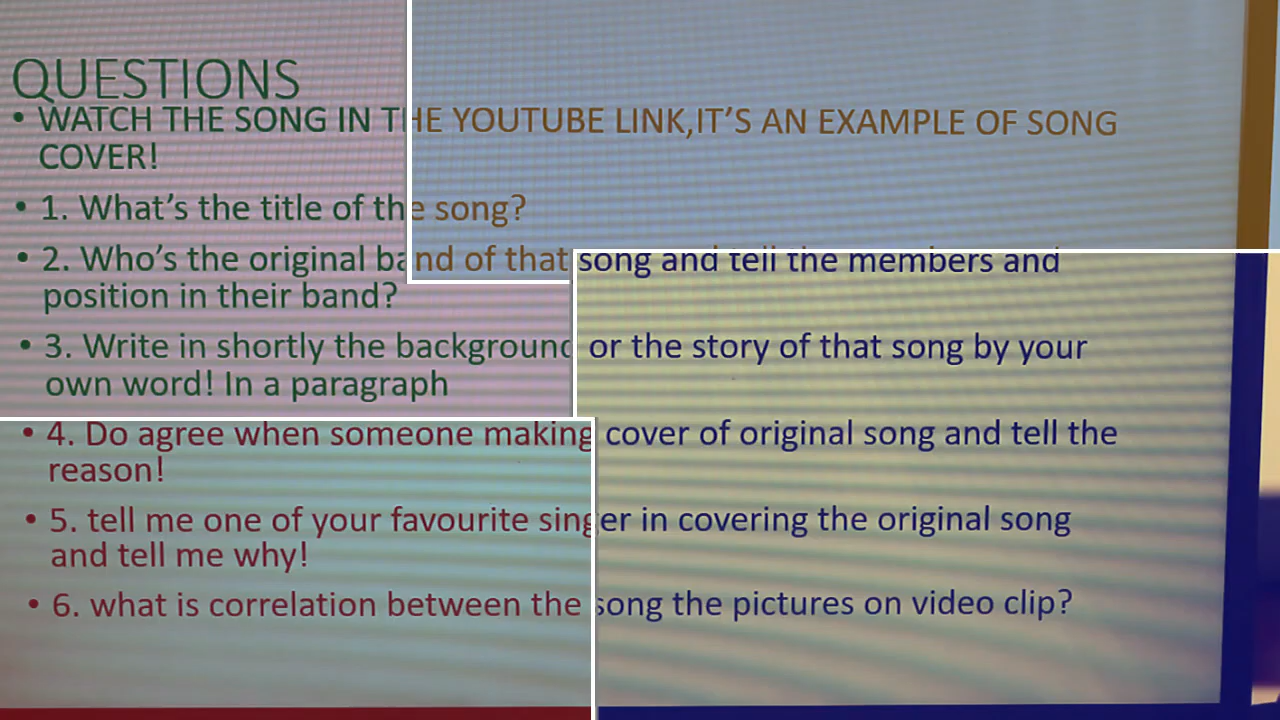 QUESTIONS
• WATCH THE SONG IN THE YOUTUBE LINK,IT'S AN EXAMPLE OF SONG
COVER!
• 1. What's the title of the song?
• 2. Who's the original band of that song and tell the members and
position in their band?
• 3. Write in shortly the background or the story of that song by your
own word! In a paragraph
• 4. Do agree when someone making cover of original song and tell the
reason!
• 5. tell me one of your favourite singer in covering the original song
and tell me why!
• 6. what is correlation between the song the pictures on video clip?